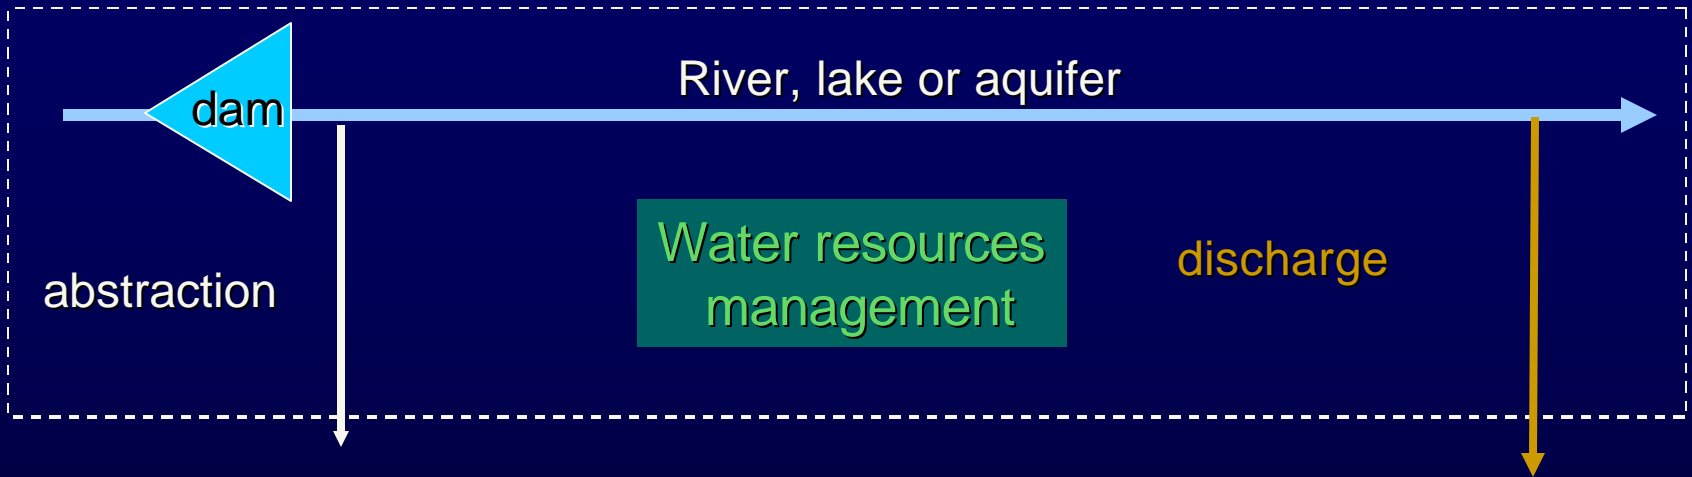 River, lake or aquifer
dam
Water resources
management
discharge
abstraction